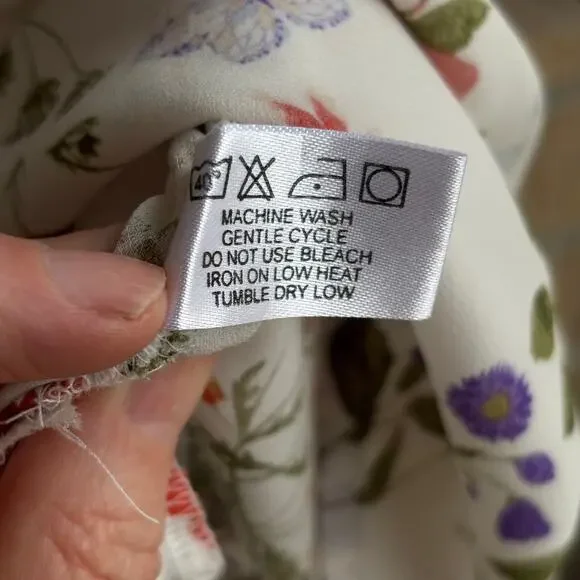 40°
MACHINE WASH
GENTLE CYCLE
DO NOT USE BLEACH
IRON ON LOW HEAT
TUMBLE DRY LOW